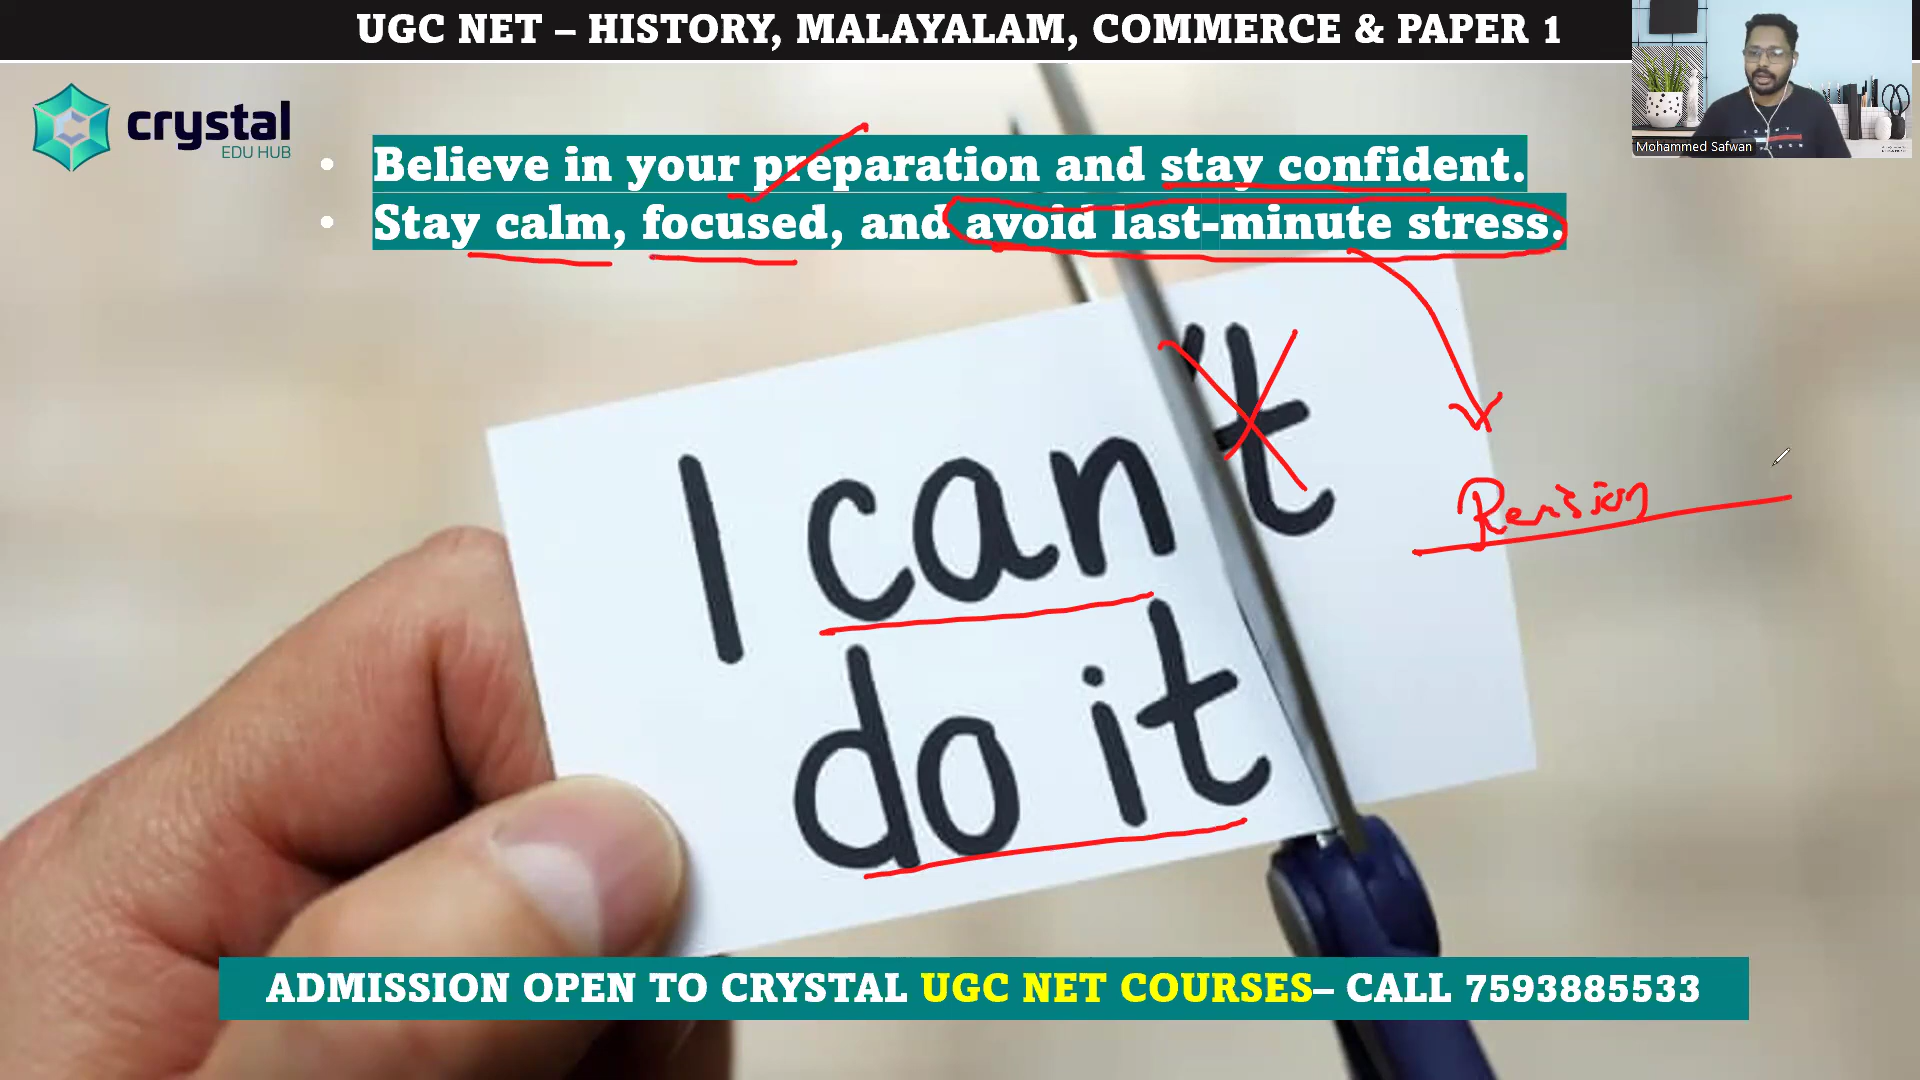 UGC NET – HISTORY, MALAYALAM, COMMERCE & PAPER 1
crystal
EDU HUB
Mohammed Safwan
• Believe in your preparation and stay confident.
• Stay calm, focused, and avoid last-minute stress.
I can't
do it
Revision
ADMISSION OPEN TO CRYSTAL UGC NET COURSES– CALL 7593885533